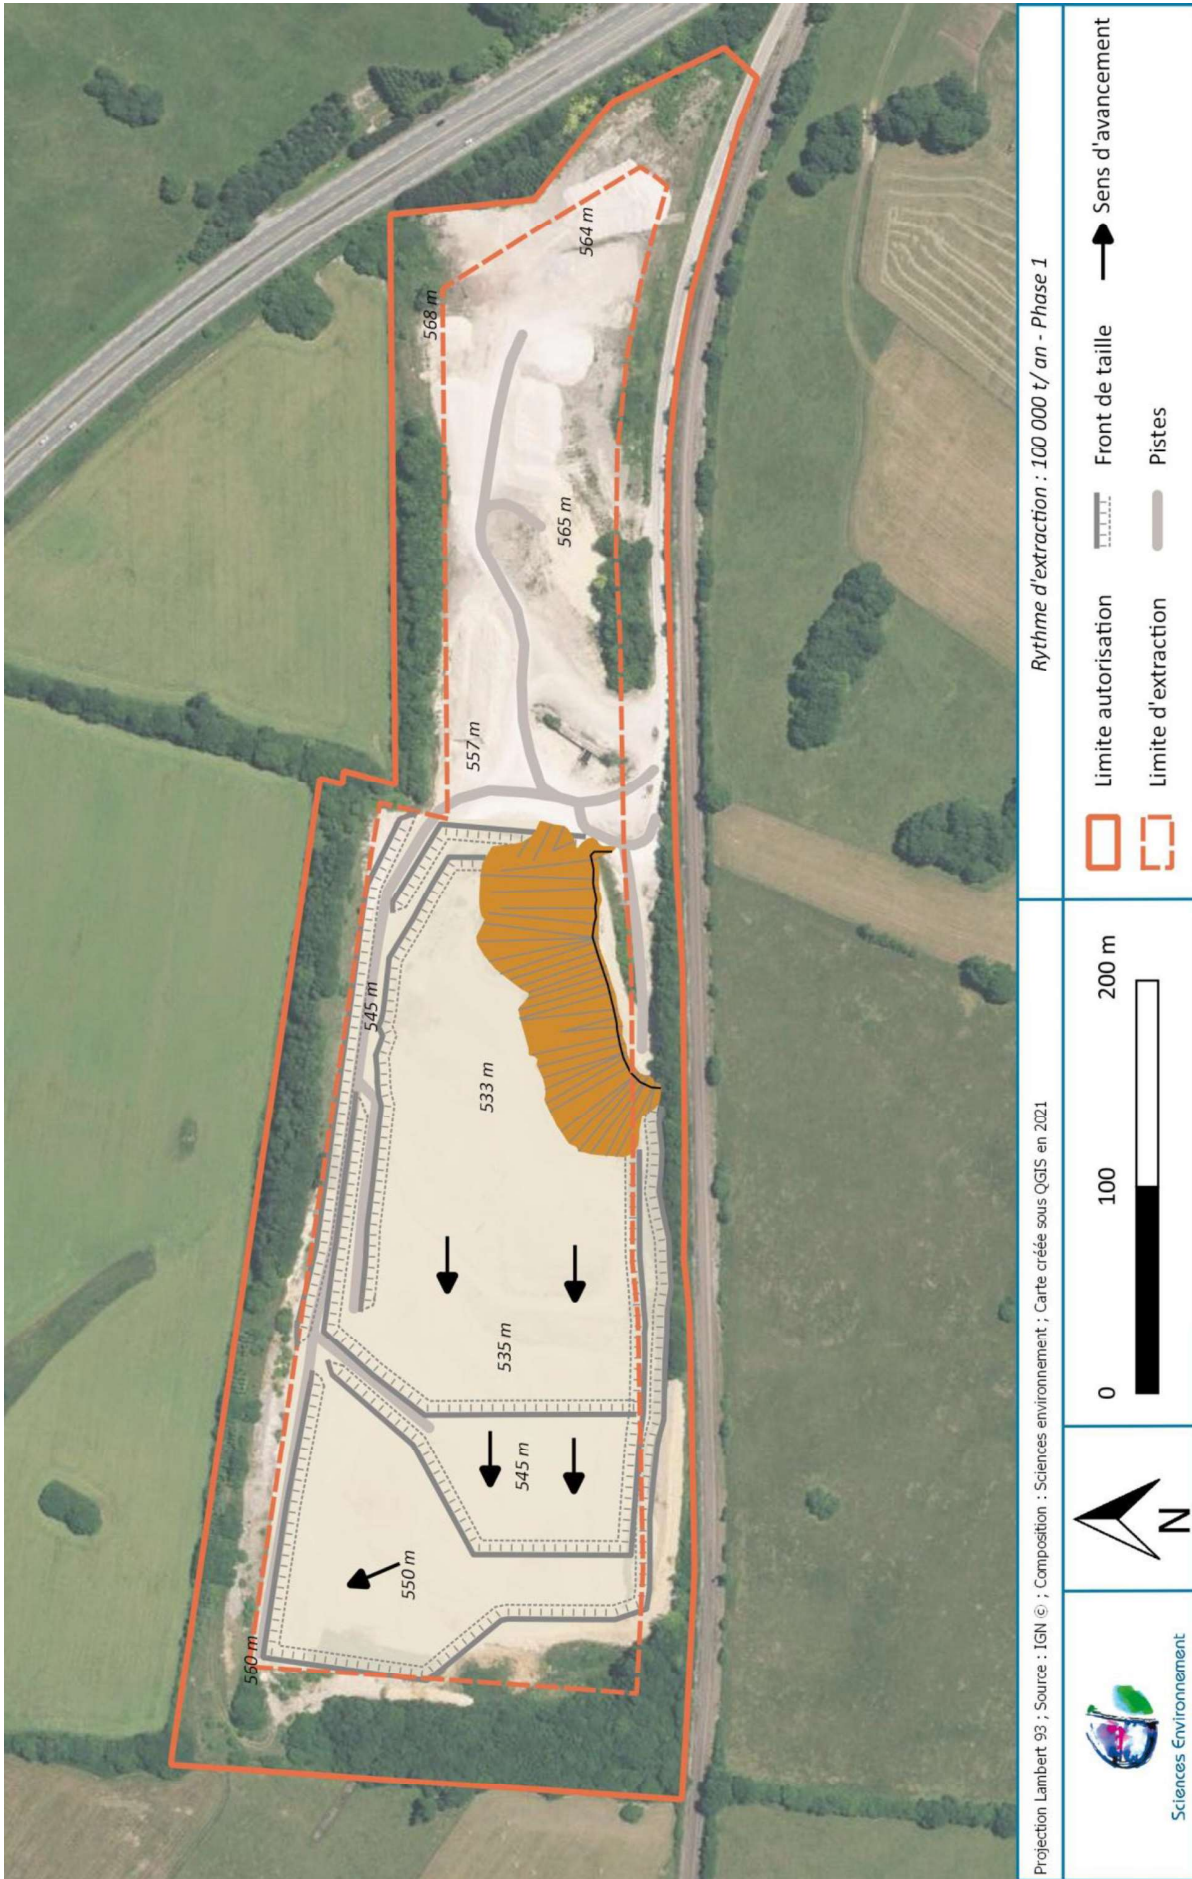 568 m
564 m
565 m
557 m
545 m
533 m
535 m
545 m
550 m
560 m
Rythme d'extraction : 100 000 t/ an - Phase 1
Limite autorisation
Front de taille
Sens d'avancement
Limite d'extraction
Pistes
Projection Lambert 93 ; Source : IGN © ; Composition : Sciences environnement ; Carte créée sous QGIS en 2021
0 100 200 m
N
Sciences Environnement